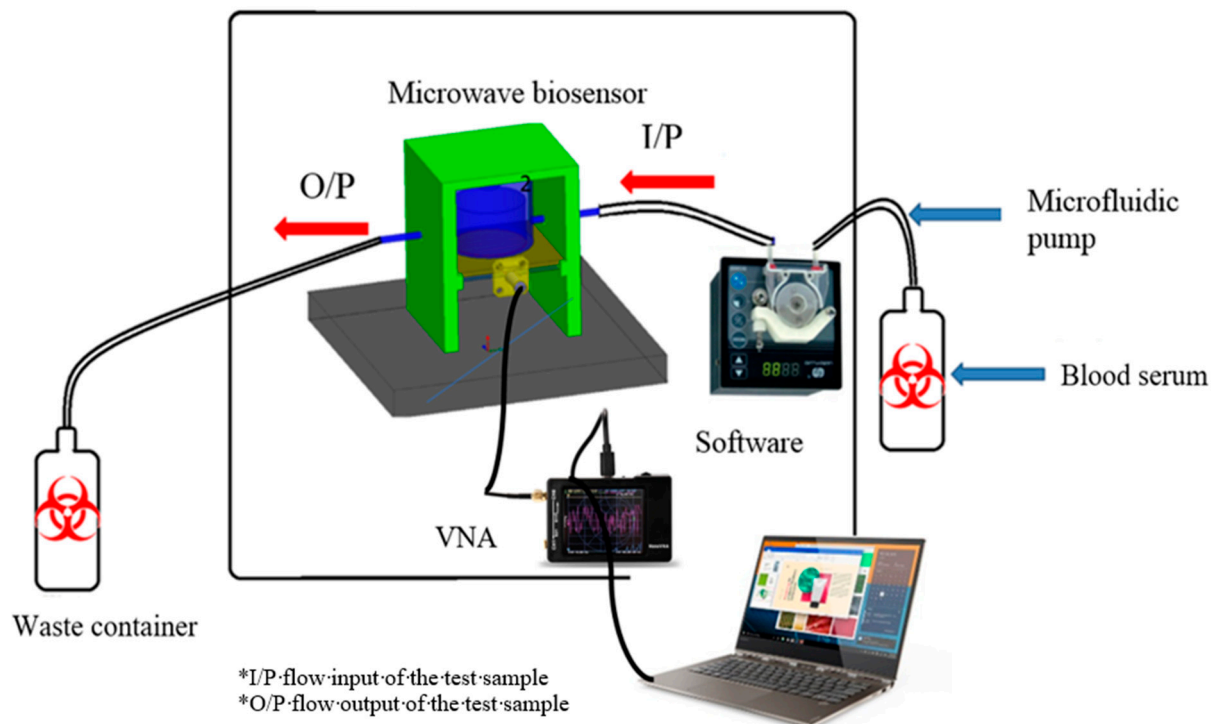 Microwave biosensor
I/P
O/P
2
Microfluidic
pump
Blood serum
Software
VNA
Waste container
*I/P·flow·input·of·the·test·sample
*O/P·flow·output·of·the·test·sample